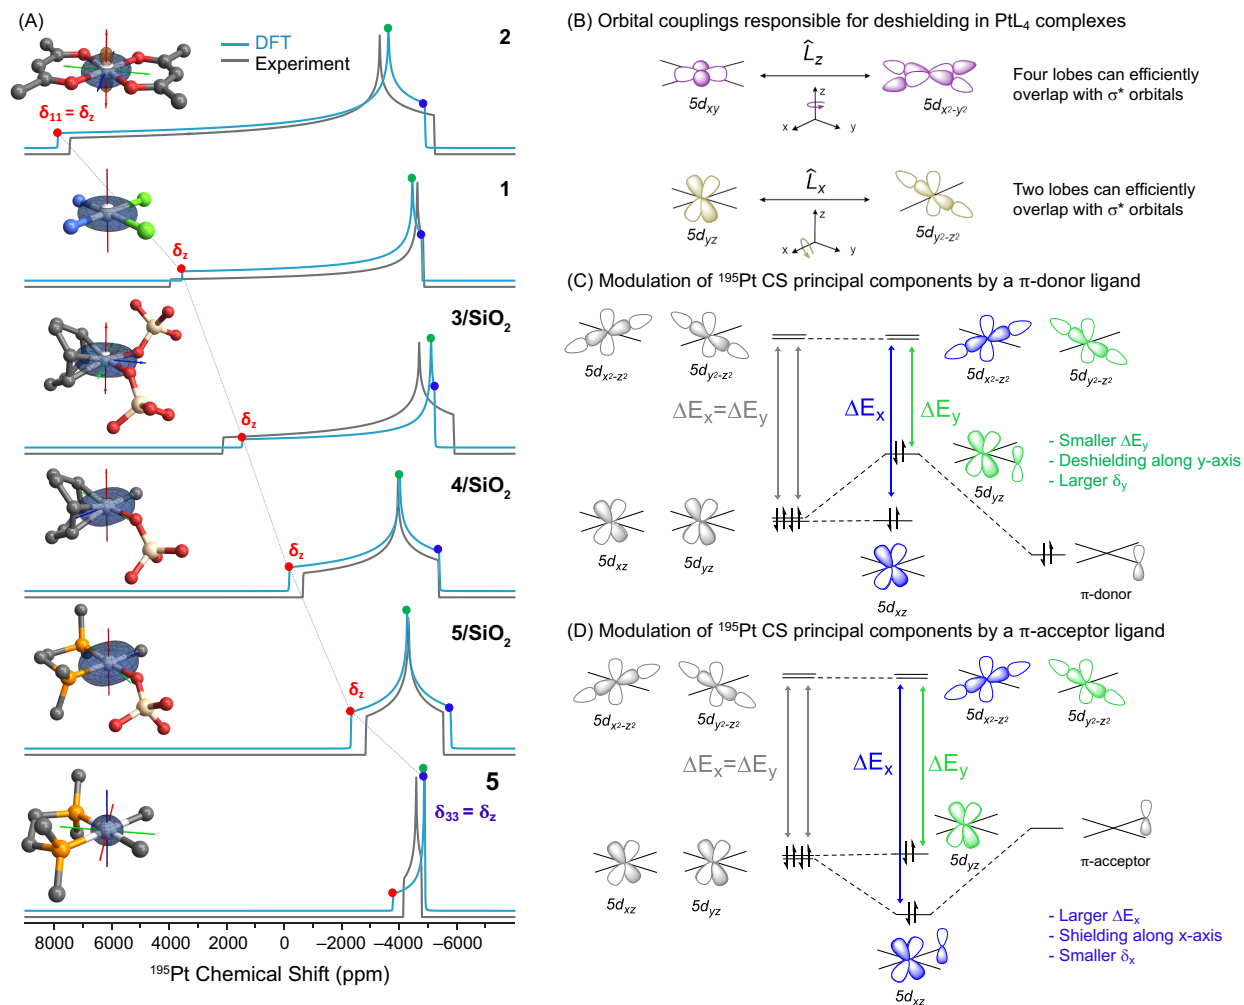 (A)
DFT
Experiment
2
δ11 = δz
1
δz
3/SiO2
δz
4/SiO2
δz
5/SiO2
δz
5
δ33 = δz
8000 6000 4000 2000 0 −2000 −4000 −6000
195Pt Chemical Shift (ppm)
(B) Orbital couplings responsible for deshielding in PtL4 complexes
L̂z
5dxy
z
x
y
5dx²-y²
Four lobes can efficiently
overlap with σ* orbitals
L̂x
5dyz
z
x
y
5dy²-z²
Two lobes can efficiently
overlap with σ* orbitals
(C) Modulation of 195Pt CS principal components by a π-donor ligand
5dx²-z²
5dy²-z²
5dx²-z²
5dy²-z²
ΔEx=ΔEy
ΔEx
ΔEy
5dyz
- Smaller ΔEy
- Deshielding along y-axis
- Larger δy
5dxz
5dyz
5dxz
π-donor
(D) Modulation of 195Pt CS principal components by a π-acceptor ligand
5dx²-z²
5dy²-z²
5dx²-z²
5dy²-z²
ΔEx=ΔEy
ΔEx
ΔEy
5dyz
π-acceptor
5dxz
5dyz
5dxz
- Larger ΔEx
- Shielding along x-axis
- Smaller δx